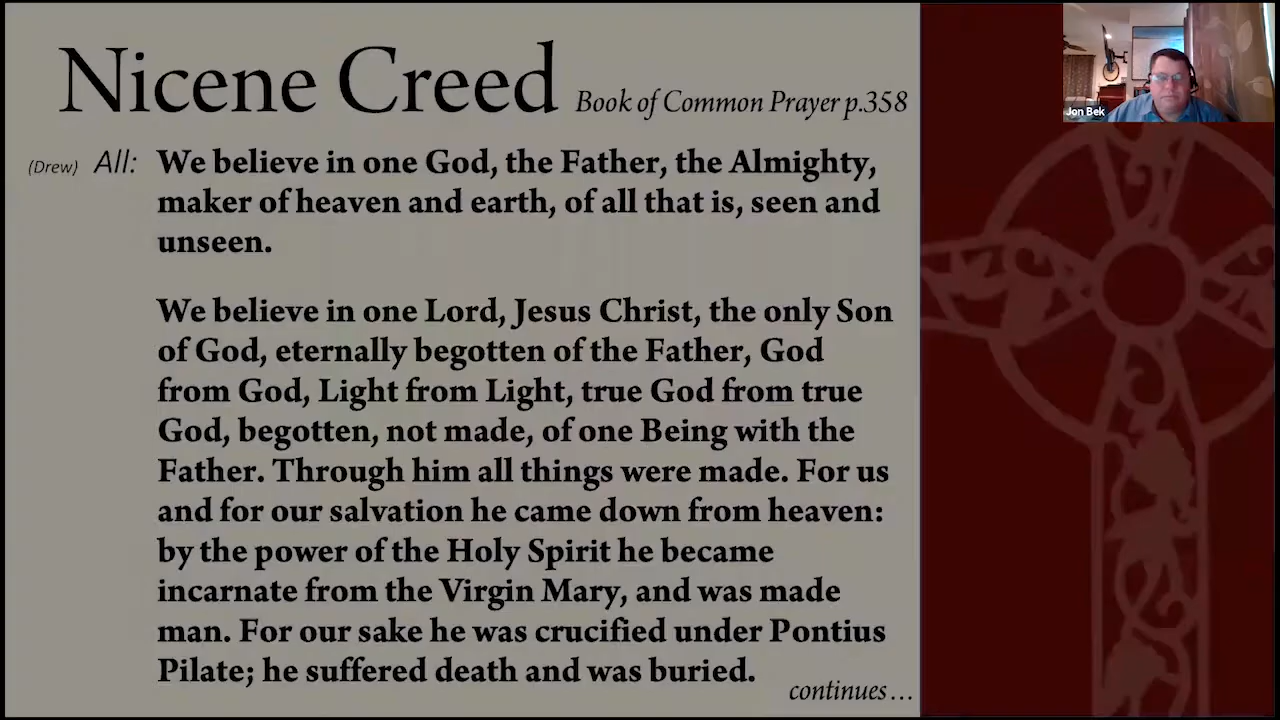 Nicene Creed Book of Common Prayer p.358
Jon Bek
(Drew) All: We believe in one God, the Father, the Almighty,
maker of heaven and earth, of all that is, seen and
unseen.
We believe in one Lord, Jesus Christ, the only Son
of God, eternally begotten of the Father, God
from God, Light from Light, true God from true
God, begotten, not made, of one Being with the
Father. Through him all things were made. For us
and for our salvation he came down from heaven:
by the power of the Holy Spirit he became
incarnate from the Virgin Mary, and was made
man. For our sake he was crucified under Pontius
Pilate; he suffered death and was buried.
continues...